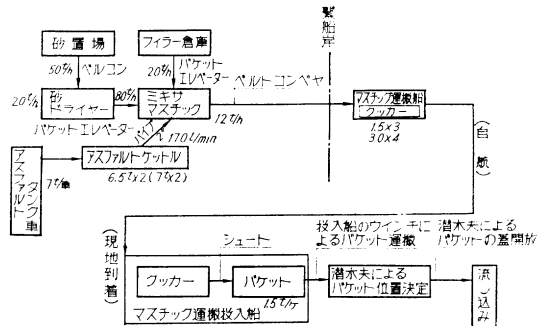 砂置場
フィラー倉庫
繋船岸
50t/h
ベルコン
20t/h
バケット
エレベーター
20t/h
砂
ドライヤー
80t/h
ミキサ
マスチック
ベルトコンベヤ
12t/h
バケットエレベーター
パイプ
170ℓ/min
マスチック運搬船
クッカー
1.5×3
3.0×4
(自航)
アスファルト
タンク車
7t/車
アスファルトケットル
6.5t×2(7t×2)
(現地到着)
シュート
投入船のウインチに
よるバケット運搬
潜水夫による
バケットの蓋開放
クッカー
バケット
1.5t/ケ
マスチック運搬投入船
潜水夫による
バケット位置決定
流し込み